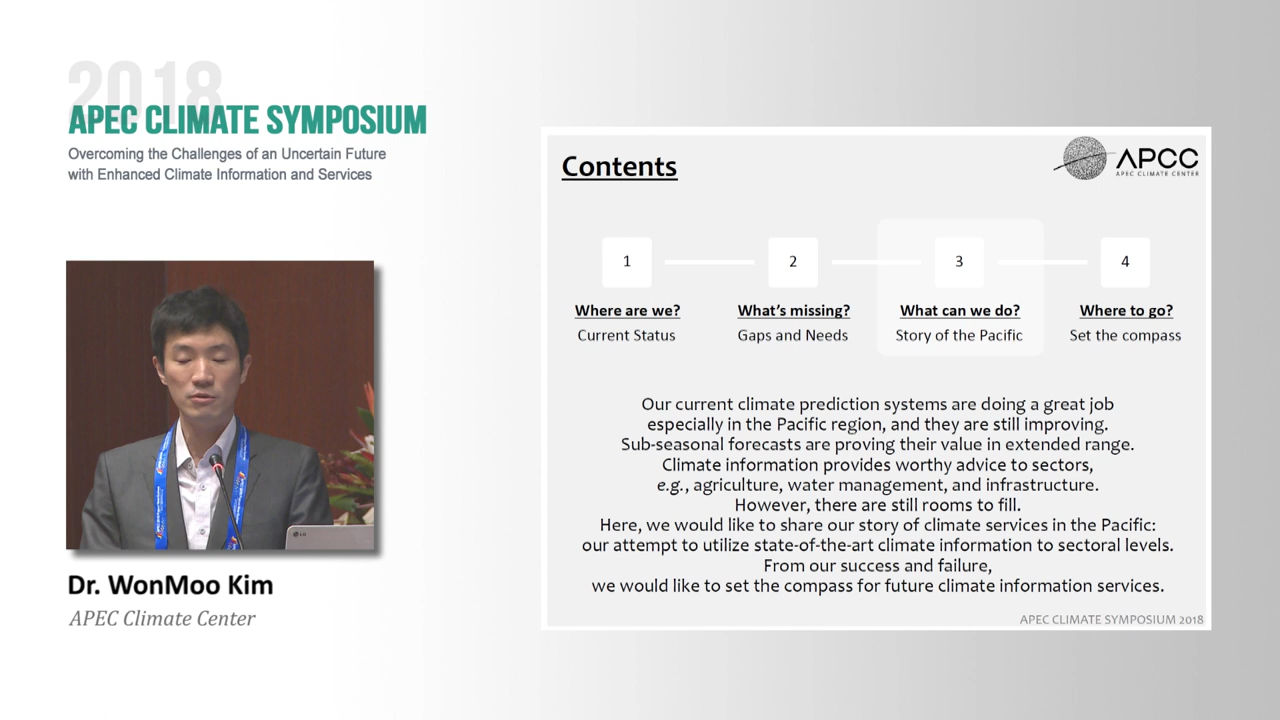 2018
APEC CLIMATE SYMPOSIUM
Overcoming the Challenges of an Uncertain Future
with Enhanced Climate Information and Services
Dr. WonMoo Kim
APEC Climate Center
Contents
APCC
APEC CLIMATE CENTER
1
2
3
4
Where are we?
What's missing?
What can we do?
Where to go?
Current Status
Gaps and Needs
Story of the Pacific
Set the compass
Our current climate prediction systems are doing a great job
especially in the Pacific region, and they are still improving.
Sub-seasonal forecasts are proving their value in extended range.
Climate information provides worthy advice to sectors,
e.g., agriculture, water management, and infrastructure.
However, there are still rooms to fill.
Here, we would like to share our story of climate services in the Pacific:
our attempt to utilize state-of-the-art climate information to sectoral levels.
From our success and failure,
we would like to set the compass for future climate information services.
APEC CLIMATE SYMPOSIUM 2018